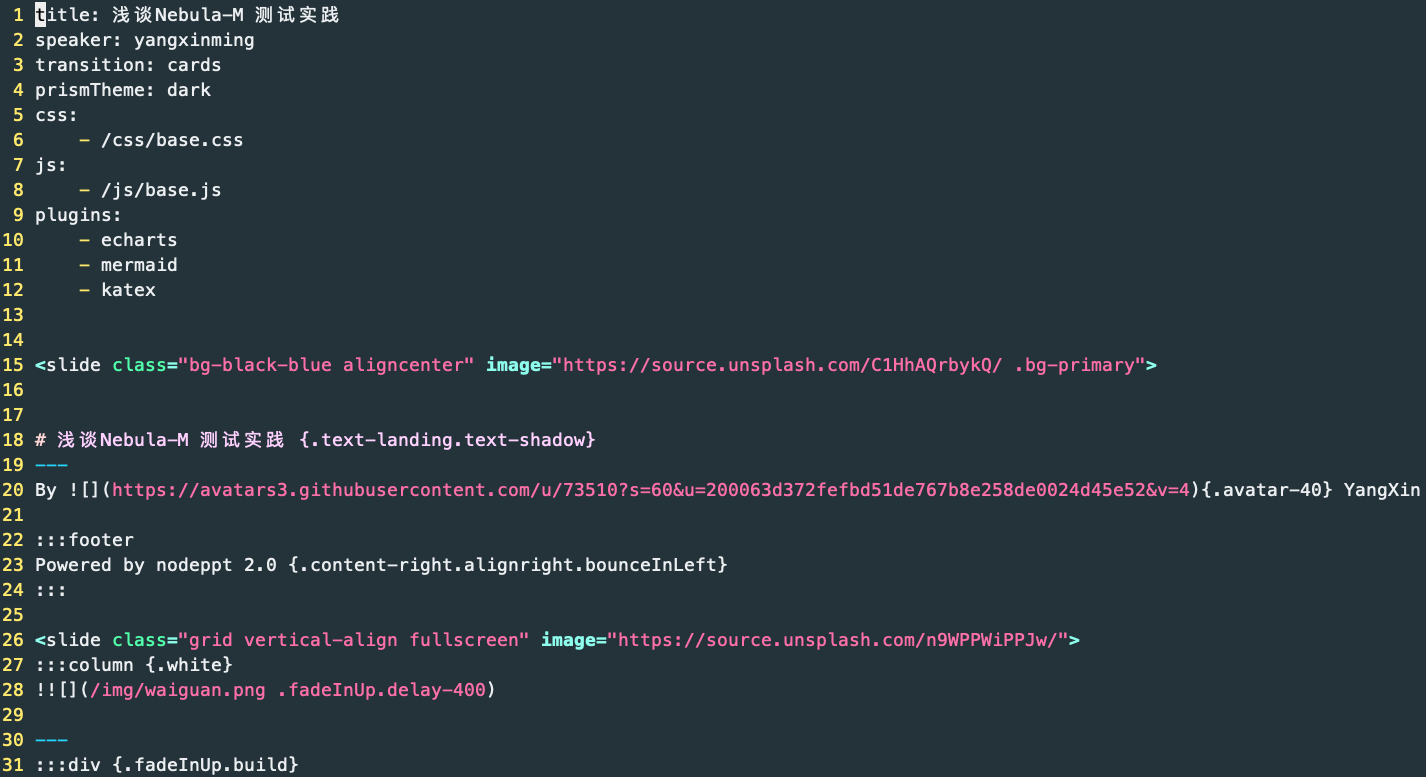 1 title: 浅谈Nebula-M 测试实践
2 speaker: yangxinming
3 transition: cards
4 prismTheme: dark
5 css:
6     - /css/base.css
7 js:
8     - /js/base.js
9 plugins:
10     - echarts
11     - mermaid
12     - katex
13
14
15 <slide class="bg-black-blue aligncenter" image="https://source.unsplash.com/C1HhAQrbykQ/ .bg-primary">
16
17
18 # 浅谈Nebula-M 测试实践 {.text-landing.text-shadow}
19 ---
20 By ![](https://avatars3.githubusercontent.com/u/73510?s=60&u=200063d372fefbd51de767b8e258de0024d45e52&v=4){.avatar-40} YangXin
21
22 :::footer
23 Powered by nodeppt 2.0 {.content-right.alignright.bounceInLeft}
24 :::
25
26 <slide class="grid vertical-align fullscreen" image="https://source.unsplash.com/n9WPPWiPPJw/">
27 :::column {.white}
28 !![](/img/waiguan.png .fadeInUp.delay-400)
29
30 ---
31 :::div {.fadeInUp.build}